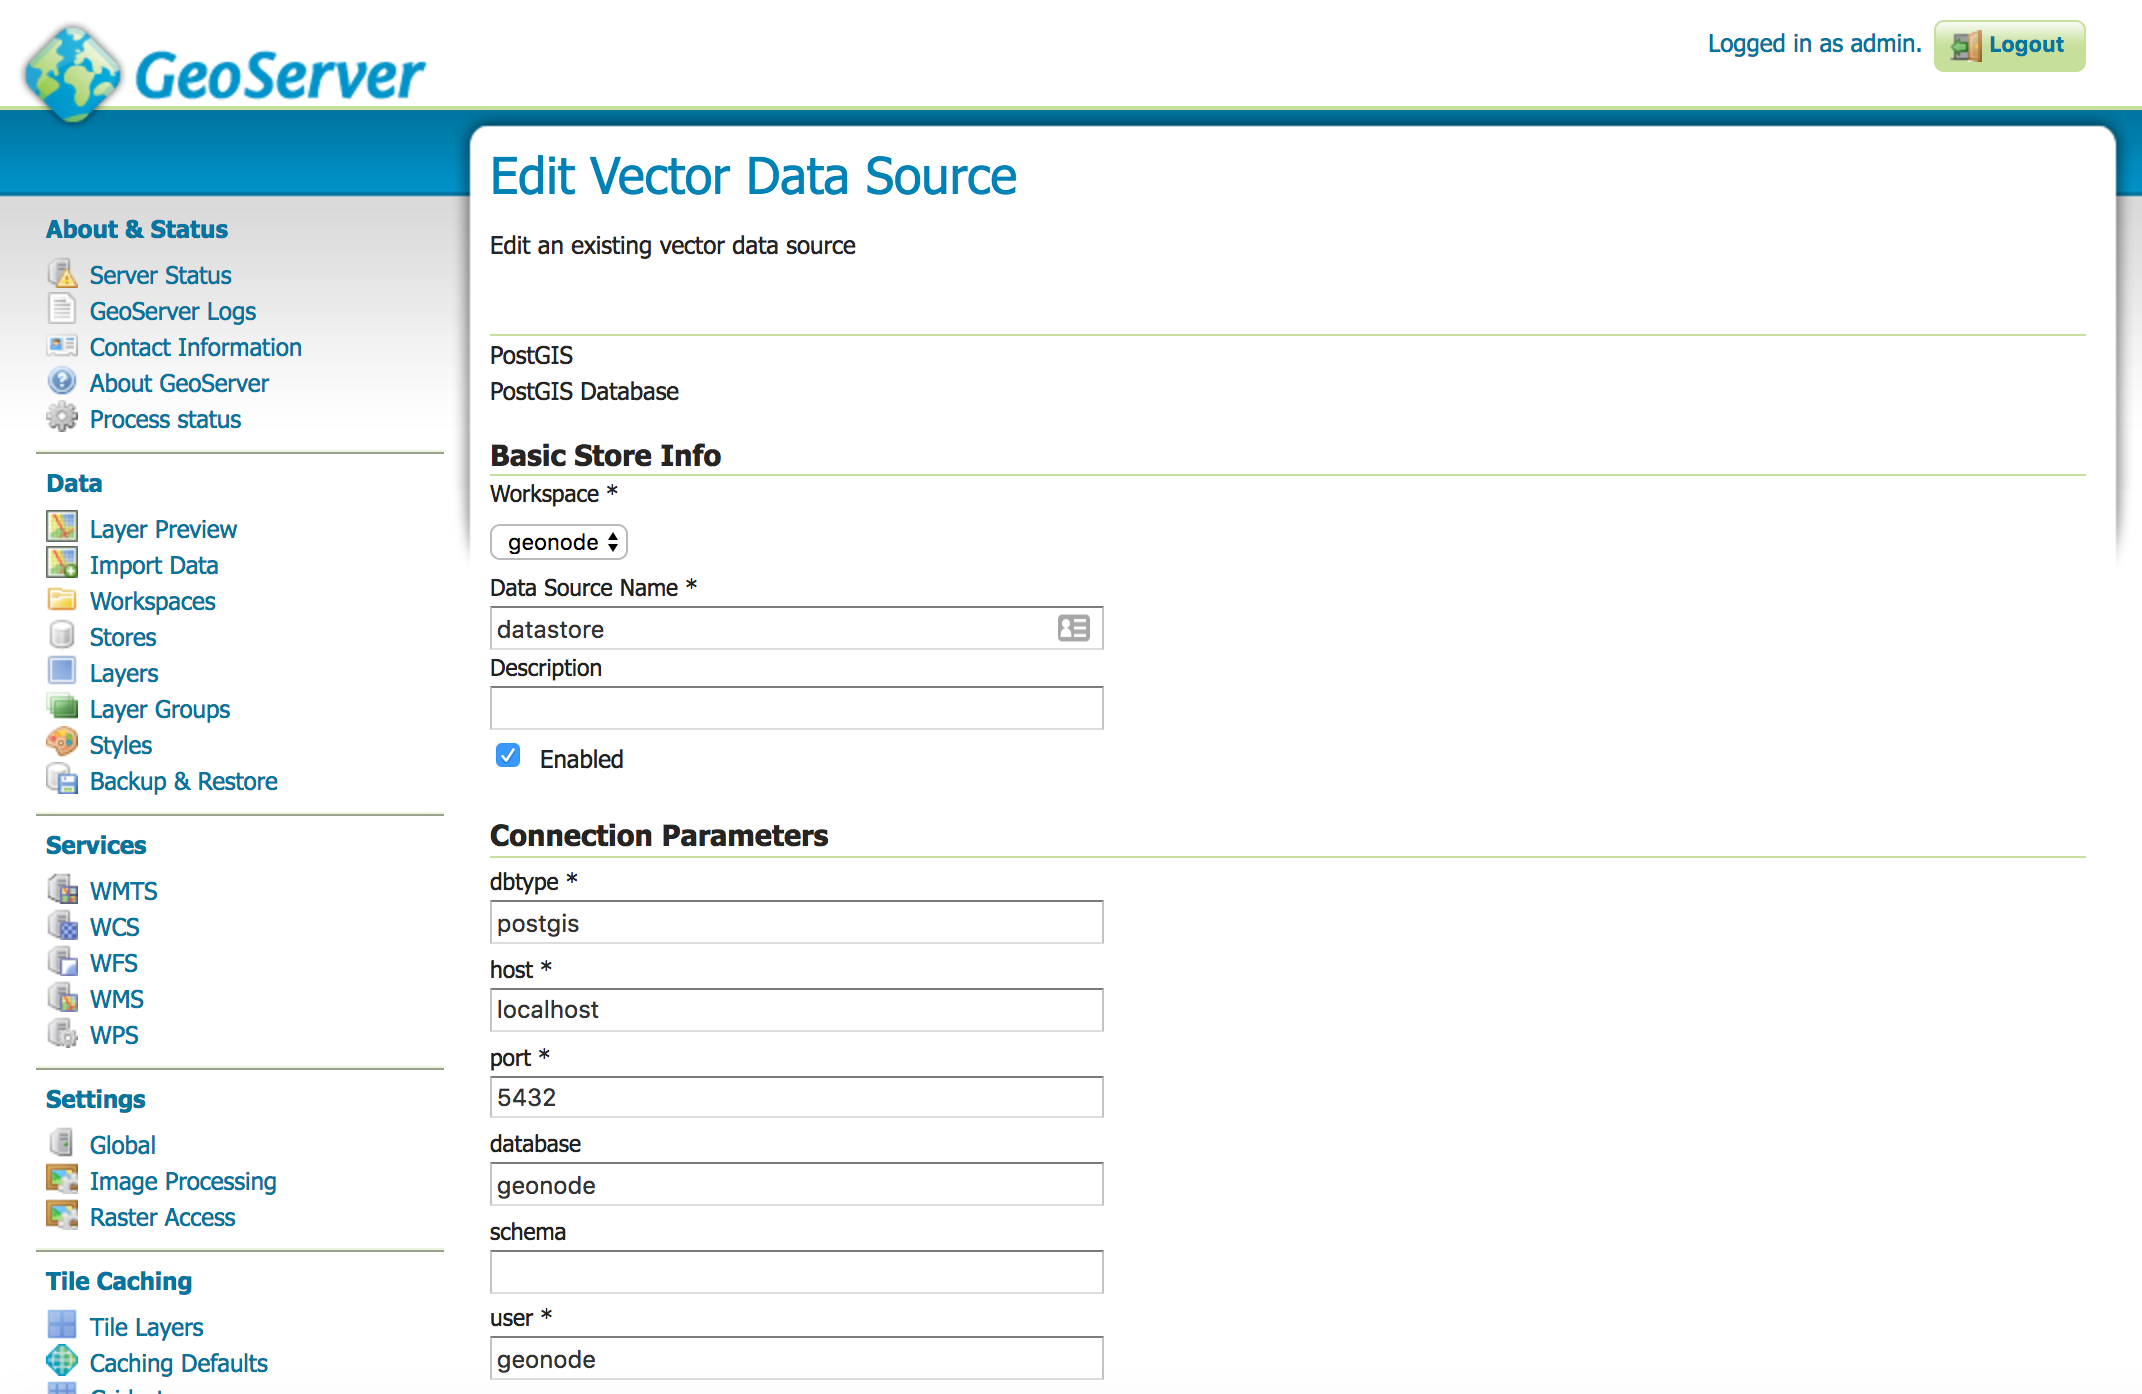 GeoServer
Logged in as admin.
Logout
About & Status
Server Status
GeoServer Logs
Contact Information
About GeoServer
Process status
Data
Layer Preview
Import Data
Workspaces
Stores
Layers
Layer Groups
Styles
Backup & Restore
Services
WMTS
WCS
WFS
WMS
WPS
Settings
Global
Image Processing
Raster Access
Tile Caching
Tile Layers
Caching Defaults
Edit Vector Data Source
Edit an existing vector data source
PostGIS
PostGIS Database
Basic Store Info
Workspace *
geonode
Data Source Name *
datastore
Description
Enabled
Connection Parameters
dbtype *
postgis
host *
localhost
port *
5432
database
geonode
schema
user *
geonode